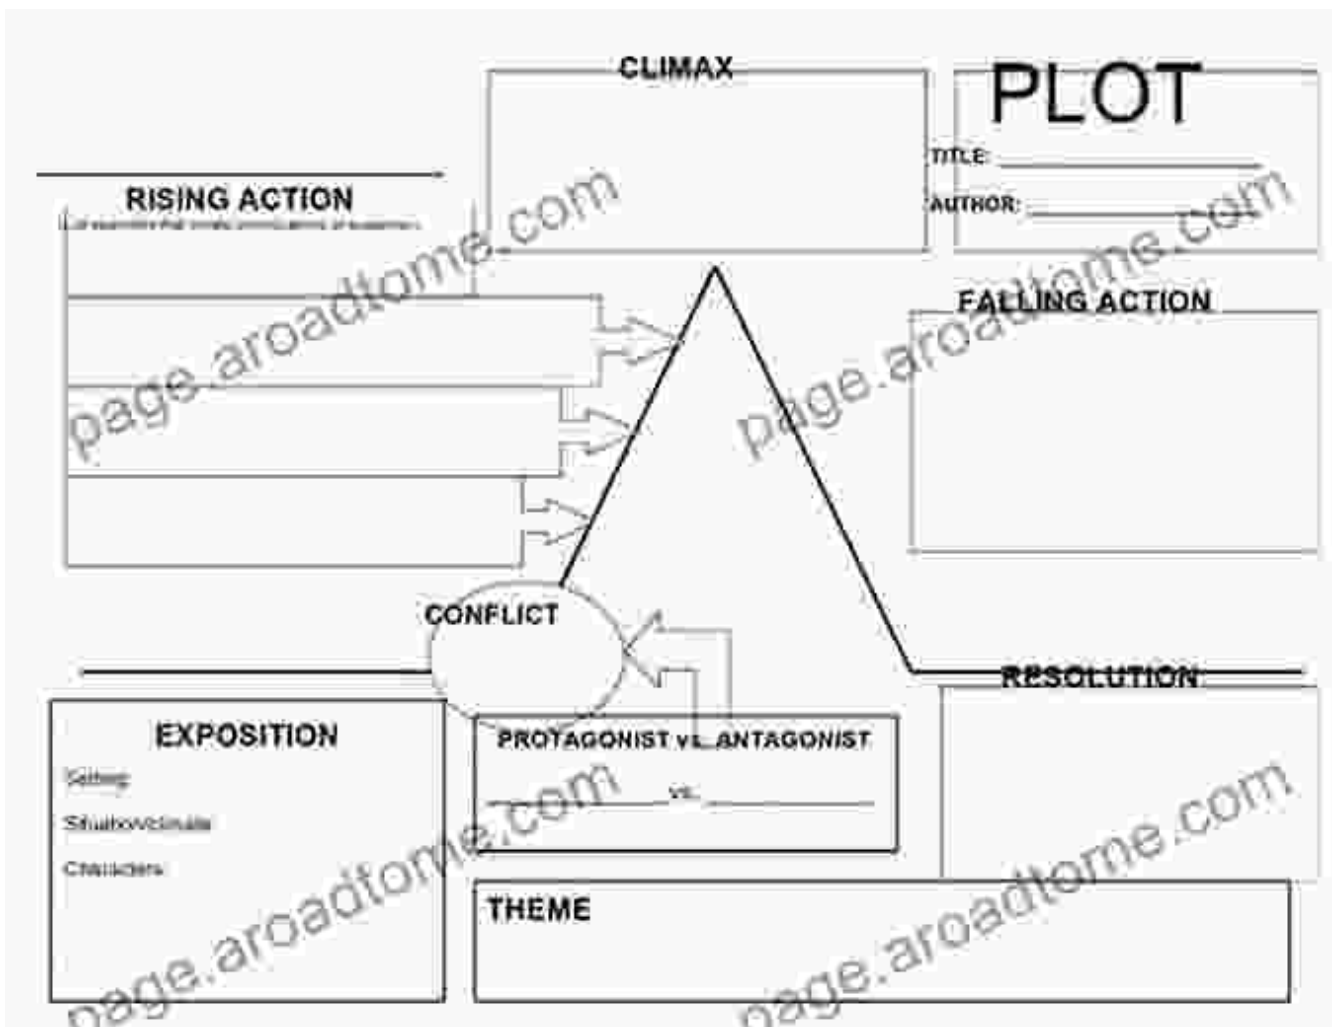 CLIMAX
PLOT
TITLE:
AUTHOR:
RISING ACTION
FALLING ACTION
CONFLICT
RESOLUTION
EXPOSITION
Setting
Characters
PROTAGONIST vs. ANTAGONIST
vs.
THEME
page.aroadtome.com
page.aroadtome.com
page.aroadtome.com
page.aroadtome.com